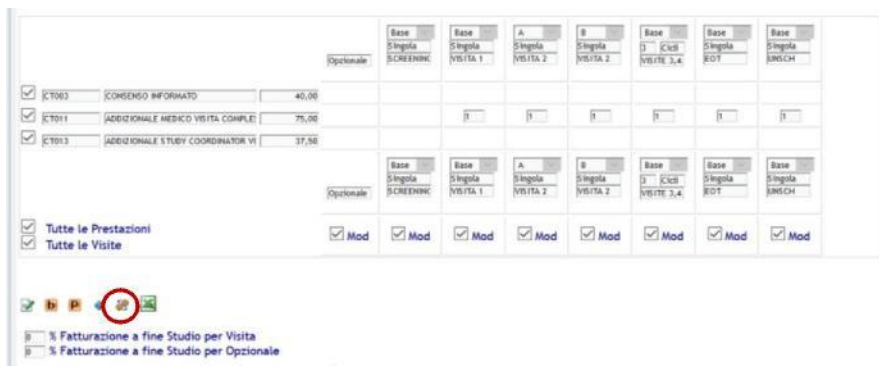 Base Base A B Base Base Base
Singola Singola Singola Singola 3 Cicli Singola Singola
Opzionale SCREENING VISITA 1 VISITA 2 VISITA 2 VISITE 3,4, EOT UNSCH
CT003 CONSENSO INFORMATO 40,00
CT011 ADDIZIONALE MEDICO VISITA COMPLE 75,00 1 1 1 1 1 1
CT013 ADDIZIONALE STUDY COORDINATOR VI 37,50
Base Base A B Base Base Base
Singola Singola Singola Singola 3 Cicli Singola Singola
Opzionale SCREENING VISITA 1 VISITA 2 VISITA 2 VISITE 3,4, EOT UNSCH
Tutte le Prestazioni
Tutte le Visite
Mod Mod Mod Mod Mod Mod Mod Mod
b P
0 % Fatturazione a fine Studio per Visita
0 % Fatturazione a fine Studio per Opzionale